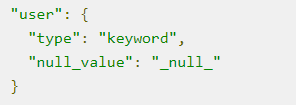 "user": {
"type": "keyword",
"null_value": "_null_"
}